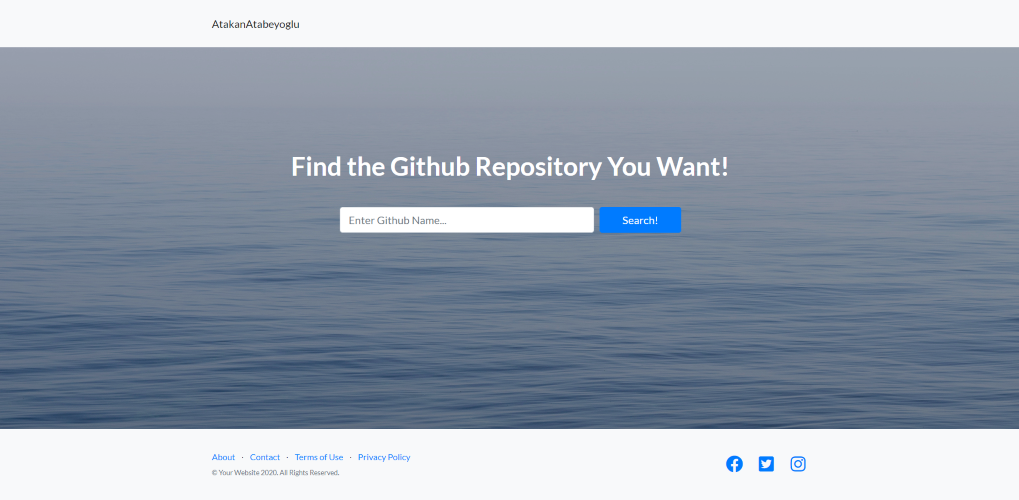 AtakanAtabeyoglu
Find the Github Repository You Want!
Enter Github Name... Search!
About · Contact · Terms of Use · Privacy Policy
© Your Website 2020. All Rights Reserved.